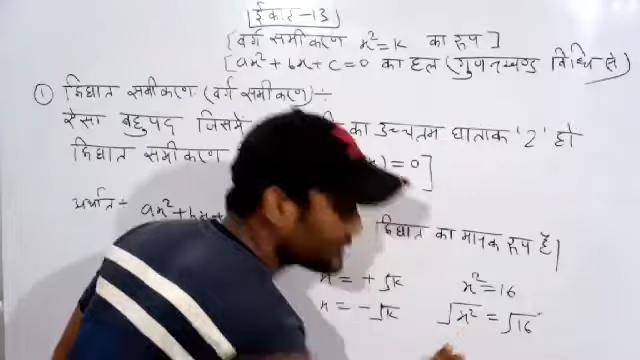 ईकाई-13
[वर्ग समीकरण x²=k का रूप]
[ax²+bx+c=0 का हल (गुणनखण्ड विधि से)
① द्विघात समीकरण (वर्ग समीकरण) ÷
ऐसा बहुपद जिसमें का उच्चतम घातांक '2' हो
द्विघात समीकरण ) = 0]
अर्थात ÷ ax²+bx+
द्विघात का मानक रूप है|
x = +√k x²=16
x = -√k √x² = √16